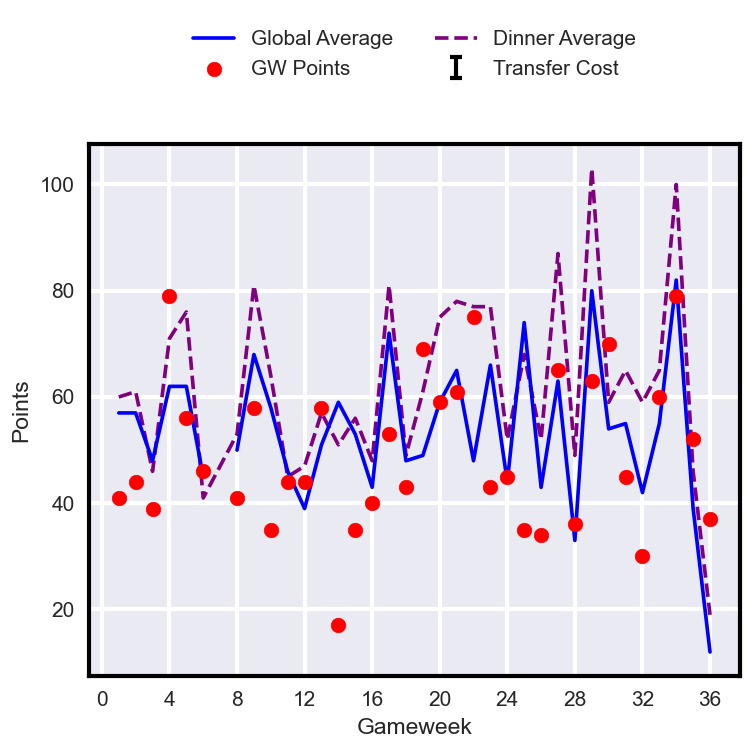 Global Average
Dinner Average
GW Points
Transfer Cost
100
80
60
40
20
Points
0 4 8 12 16 20 24 28 32 36
Gameweek